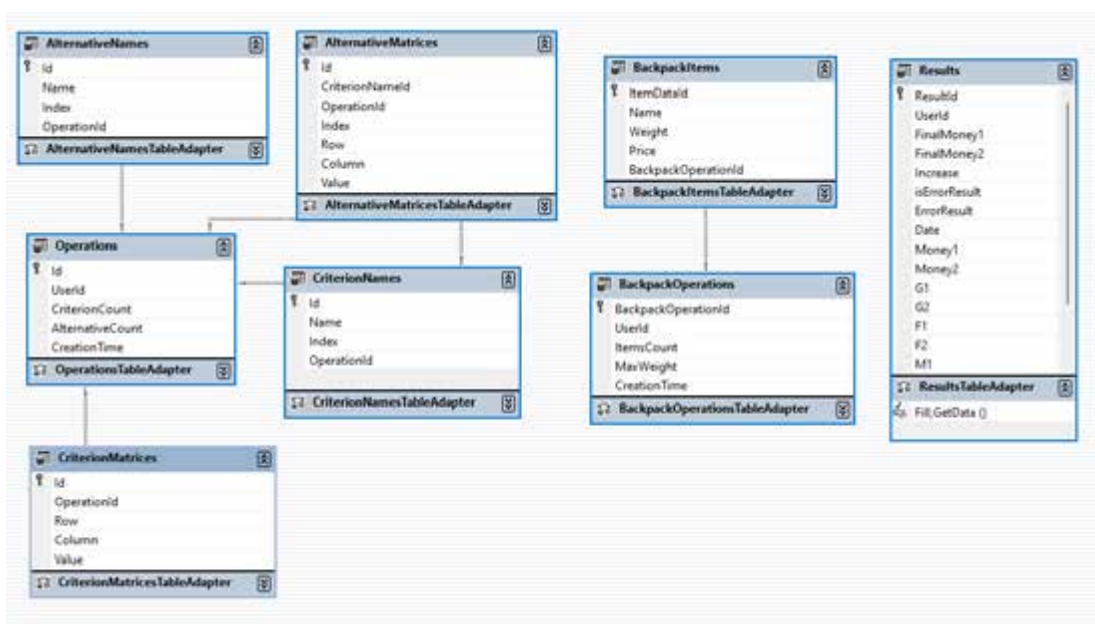 AlternativeNames
Id
Name
Index
OperationId
AlternativeNamesTableAdapter
AlternativeMatrices
Id
CriterionNameId
OperationId
Index
Row
Column
Value
AlternativeMatricesTableAdapter
BackpackItems
ItemDataId
Name
Weight
Price
BackpackOperationId
BackpackItemsTableAdapter
Results
ResultId
UserId
FinalMoney1
FinalMoney2
Increase
isErrorResult
ErrorResult
Date
Money1
Money2
G1
G2
F1
F2
M1
ResultsTableAdapter
Fill,GetData ()
Operations
Id
UserId
CriterionCount
AlternativeCount
CreationTime
OperationsTableAdapter
CriterionNames
Id
Name
Index
OperationId
CriterionNamesTableAdapter
BackpackOperations
BackpackOperationId
UserId
ItemsCount
MaxWeight
CreationTime
BackpackOperationsTableAdapter
CriterionMatrices
Id
OperationId
Row
Column
Value
CriterionMatricesTableAdapter